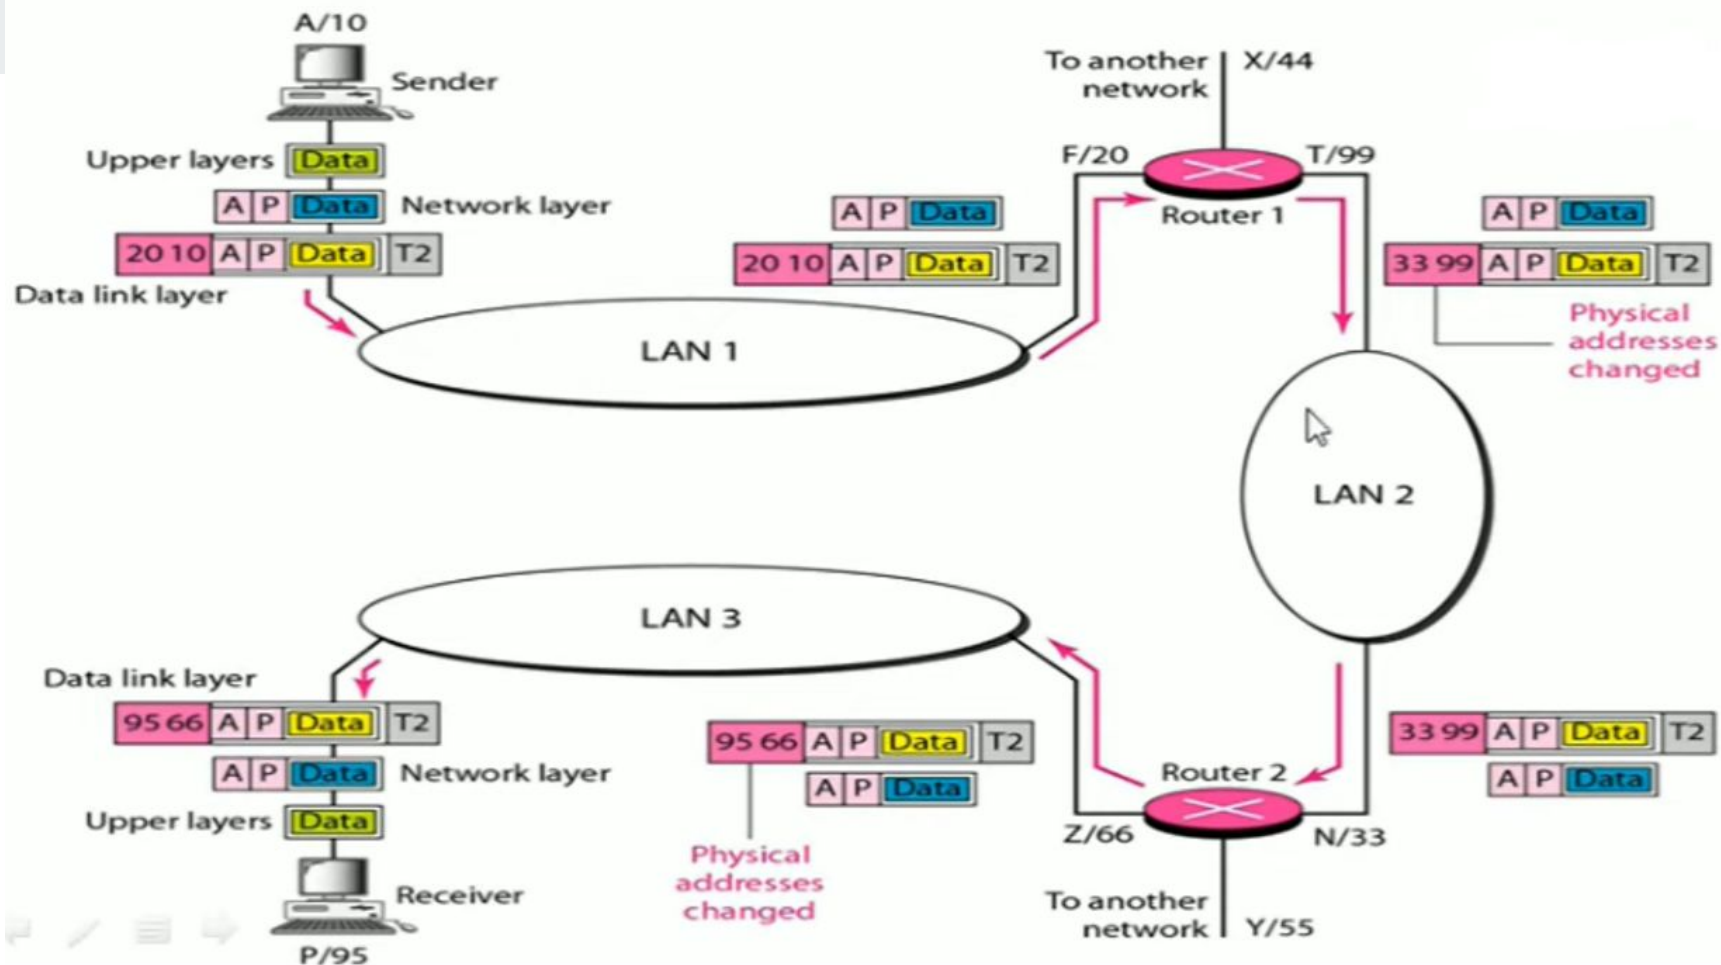 A/10
Sender
Upper layers Data
A P Data Network layer
20 10 A P Data T2
Data link layer
LAN 1
A P Data
20 10 A P Data T2
To another
network
X/44
F/20
T/99
Router 1
A P Data
33 99 A P Data T2
Physical
addresses
changed
LAN 2
33 99 A P Data T2
A P Data
Router 2
Z/66
N/33
To another
network
Y/55
95 66 A P Data T2
A P Data
Physical
addresses
changed
LAN 3
Data link layer
95 66 A P Data T2
A P Data Network layer
Upper layers Data
Receiver
P/95